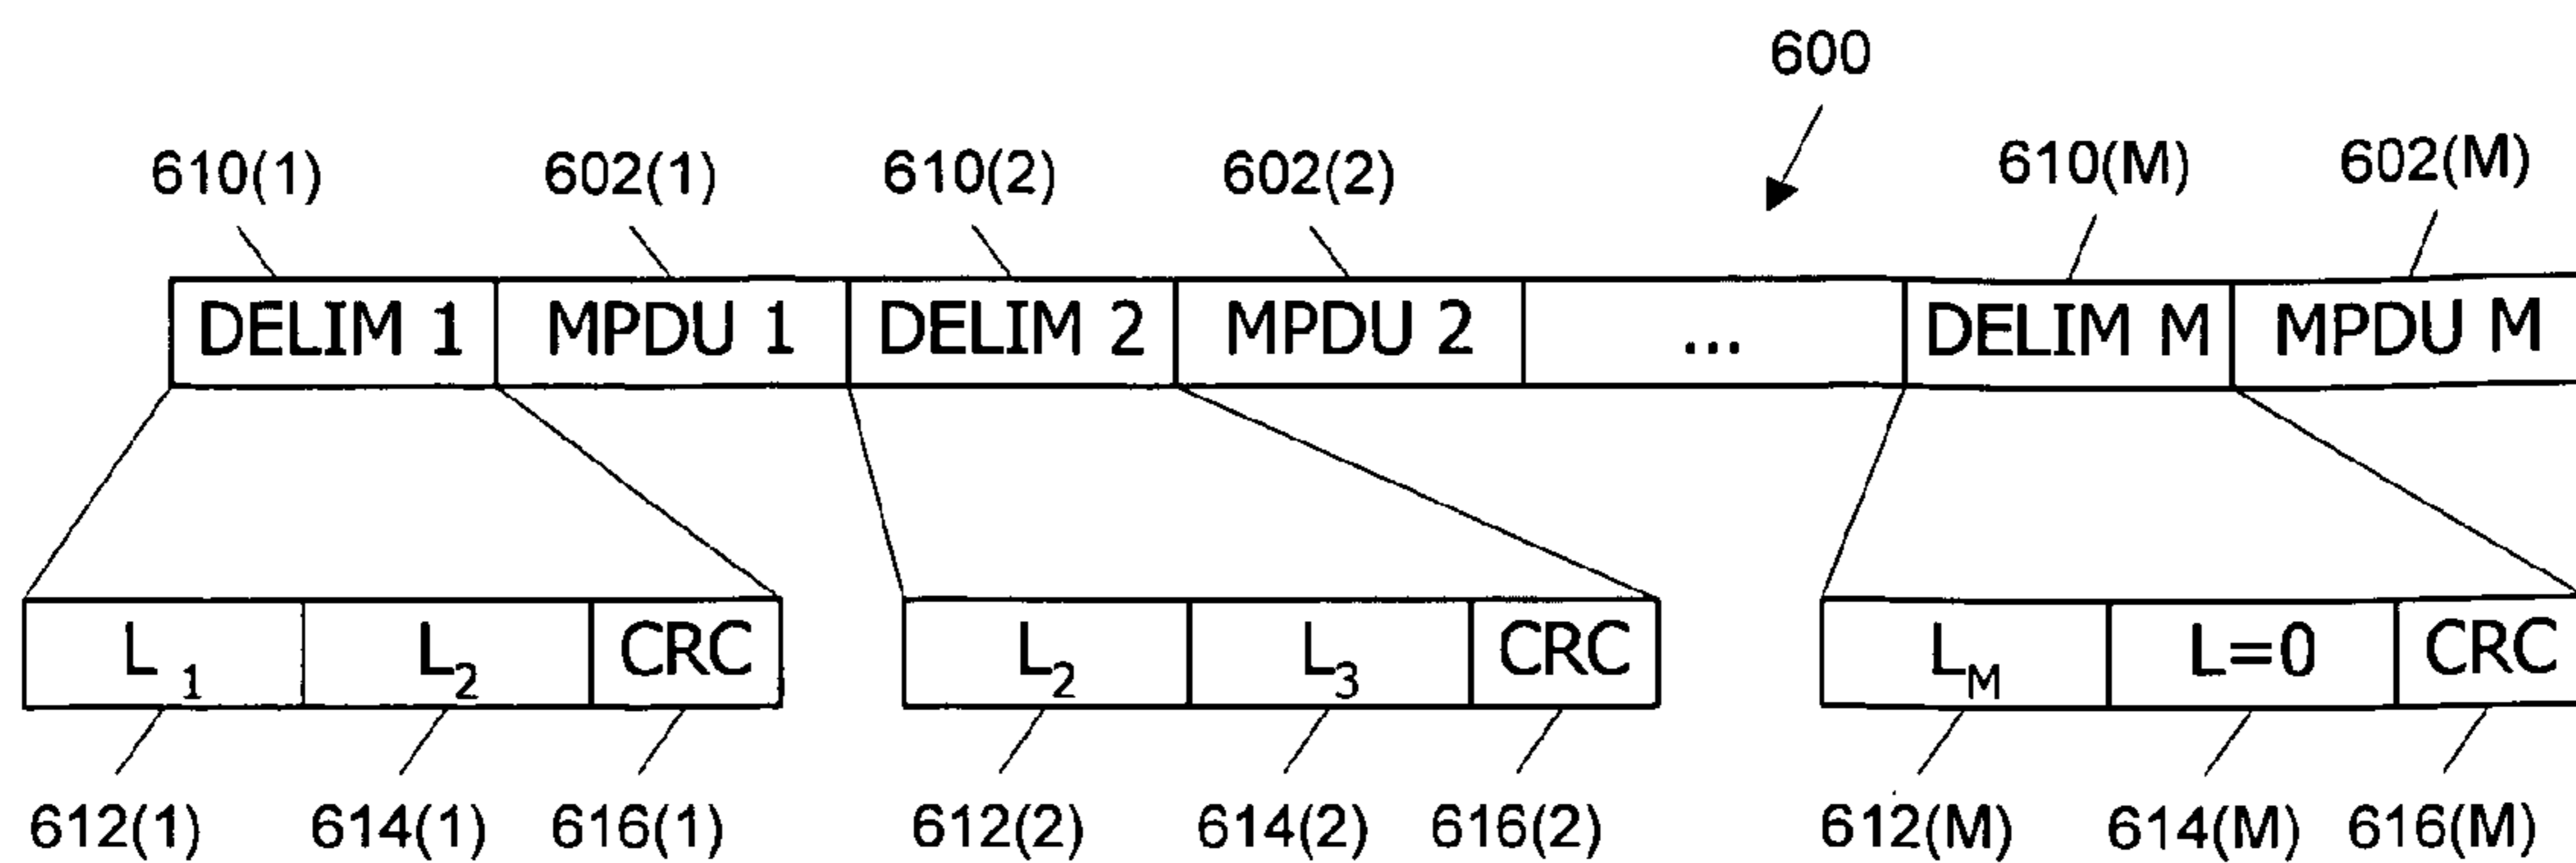 600
610(1) 602(1) 610(2) 602(2) 610(M) 602(M)
DELIM 1 MPDU 1 DELIM 2 MPDU 2 ... DELIM M MPDU M
L 1 L2 CRC L2 L3 CRC LM L=0 CRC
612(1) 614(1) 616(1) 612(2) 614(2) 616(2) 612(M) 614(M) 616(M)